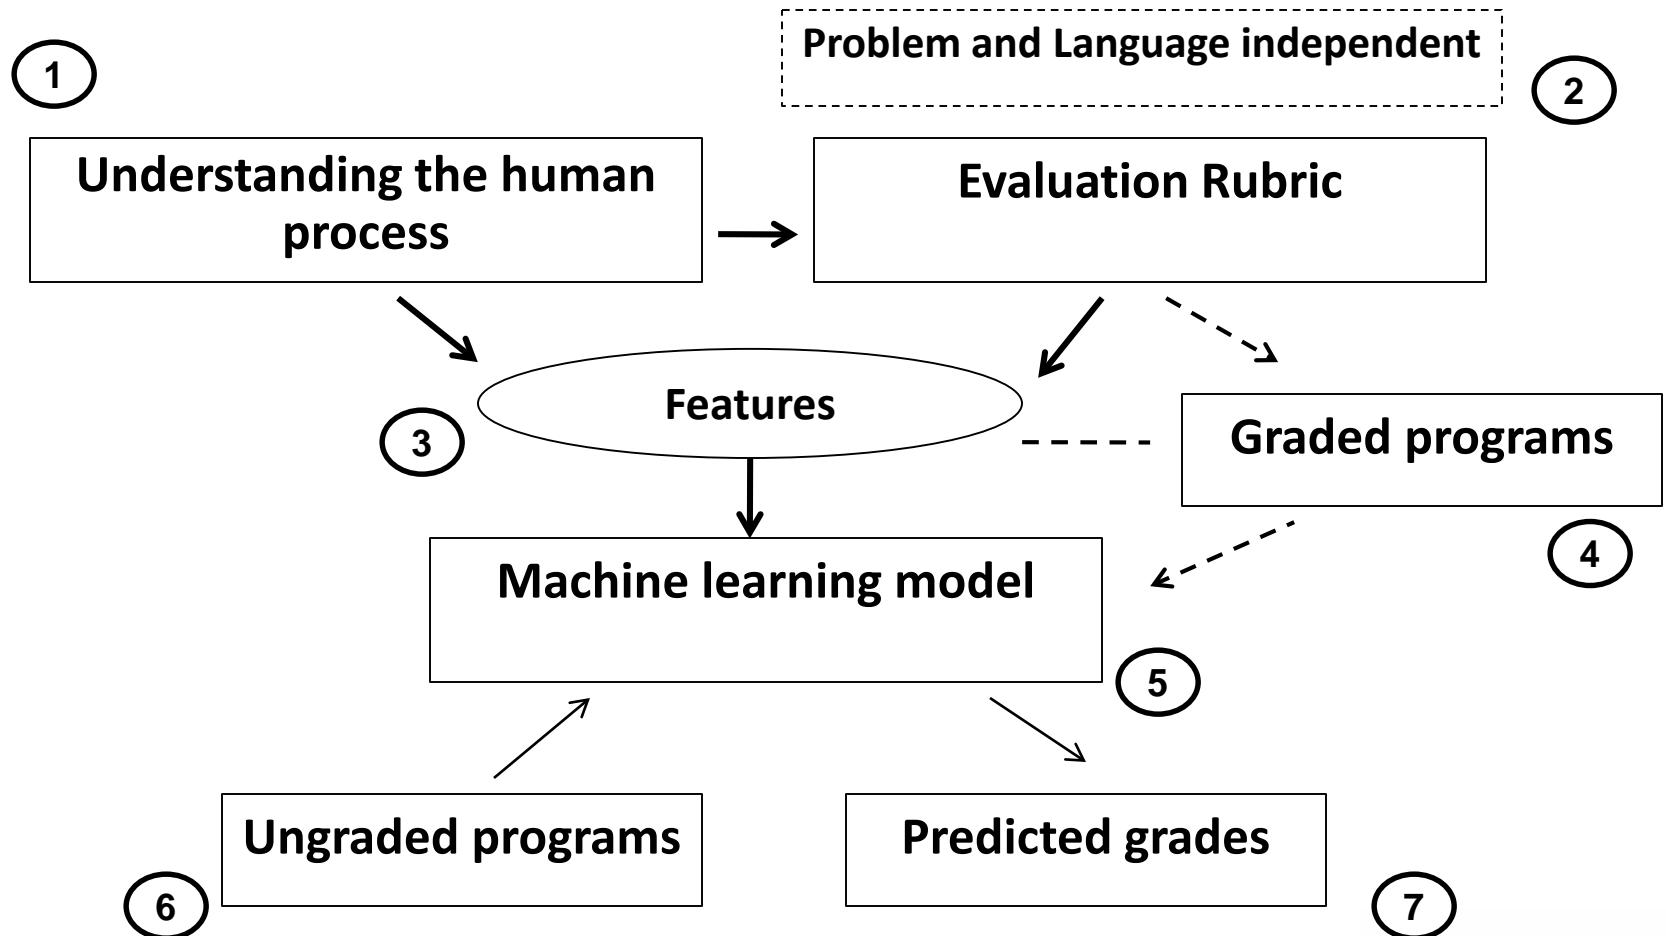 Problem and Language independent
1
2
Understanding the human
process
Evaluation Rubric
Features
3
Graded programs
4
Machine learning model
5
Ungraded programs
Predicted grades
6
7